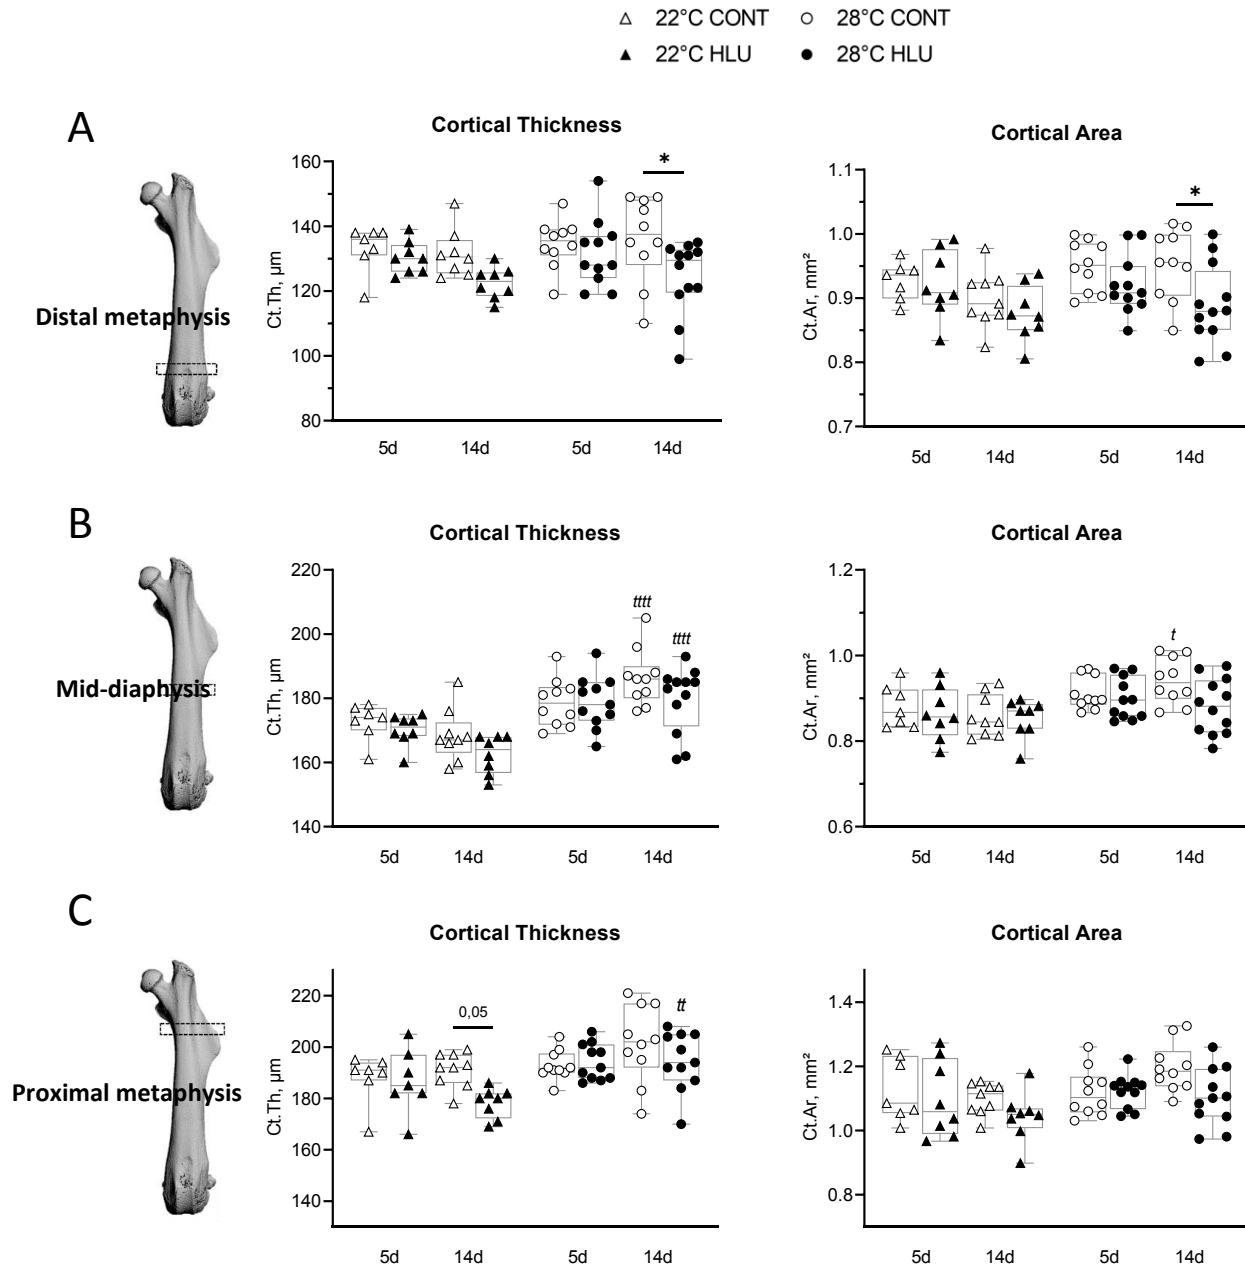 22°C CONT 28°C CONT
22°C HLU 28°C HLU
A
Distal metaphysis
Cortical Thickness
Ct.Th, µm
160
140
120
100
80
*
5d 14d 5d 14d
Cortical Area
Ct.Ar, mm²
1.1
1.0
0.9
0.8
0.7
*
5d 14d 5d 14d
B
Mid-diaphysis
Cortical Thickness
Ct.Th, µm
220
200
180
160
140
tttt
tttt
5d 14d 5d 14d
Cortical Area
Ct.Ar, mm²
1.2
1.0
0.8
0.6
t
5d 14d 5d 14d
C
Proximal metaphysis
Cortical Thickness
Ct.Th, µm
220
200
180
160
140
0,05
tt
5d 14d 5d 14d
Cortical Area
Ct.Ar, mm²
1.4
1.2
1.0
0.8
5d 14d 5d 14d